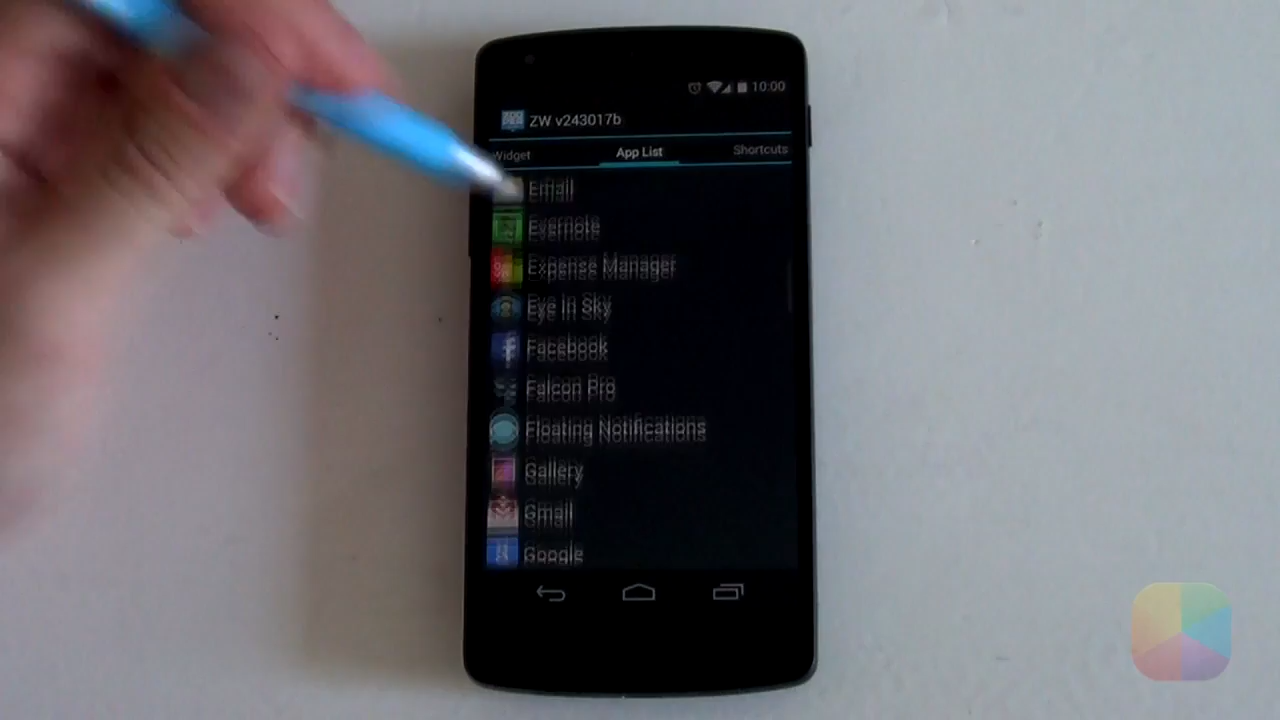 10:00
ZW v243017b
Widget App List Shortcuts
Email
Evernote
Expense Manager
Eye In Sky
Facebook
Falcon Pro
Floating Notifications
Gallery
Gmail
Google